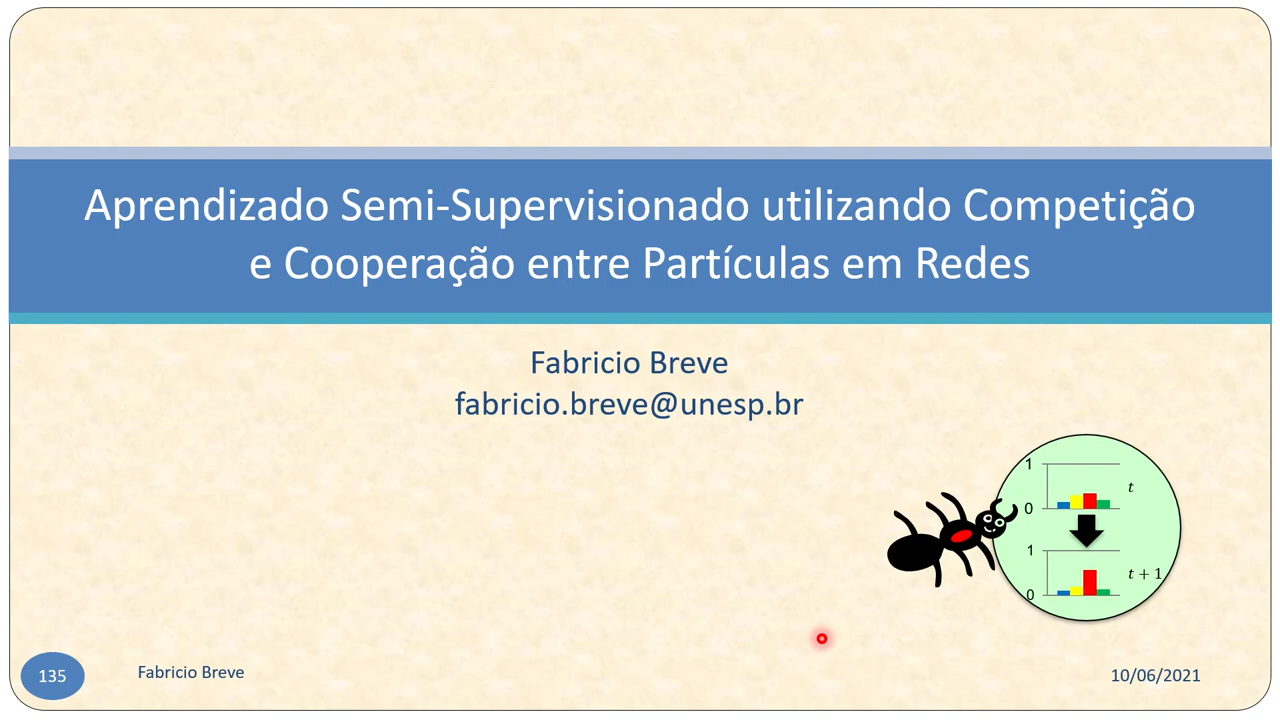 Aprendizado Semi-Supervisionado utilizando Competição
e Cooperação entre Partículas em Redes
Fabricio Breve
fabricio.breve@unesp.br
1
t
0
1
t + 1
0
135
Fabricio Breve
10/06/2021